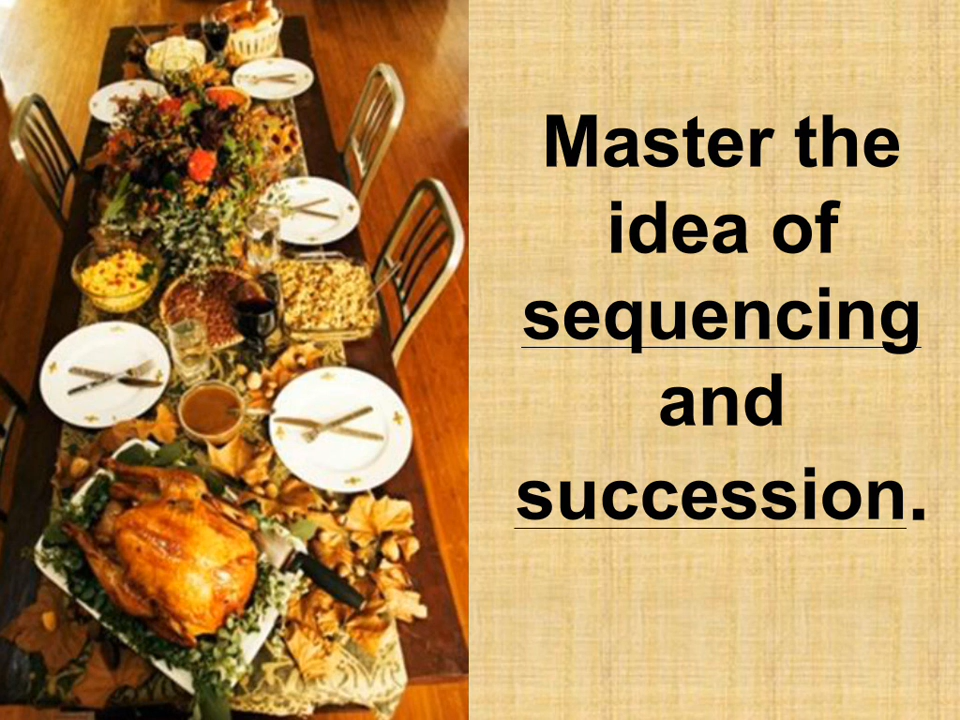 Master the
idea of
sequencing
and
succession.